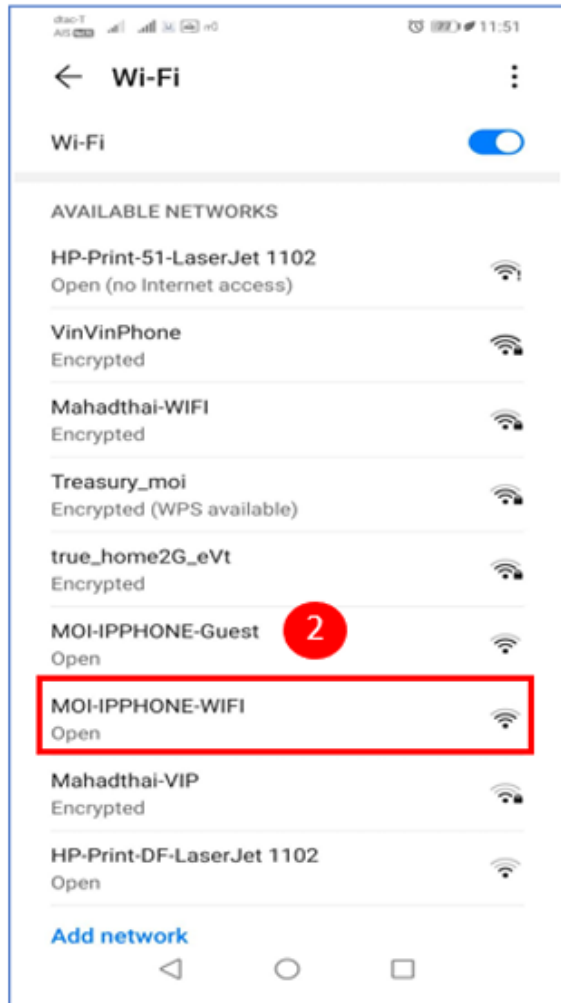 dtac-T
AIS 11:51
Wi-Fi
Wi-Fi
AVAILABLE NETWORKS
HP-Print-51-LaserJet 1102
Open (no Internet access)
VinVinPhone
Encrypted
Mahadthai-WIFI
Encrypted
Treasury_moi
Encrypted (WPS available)
true_home2G_eVt
Encrypted
MOI-IPPHONE-Guest 2
Open
MOI-IPPHONE-WIFI
Open
Mahadthai-VIP
Encrypted
HP-Print-DF-LaserJet 1102
Open
Add network